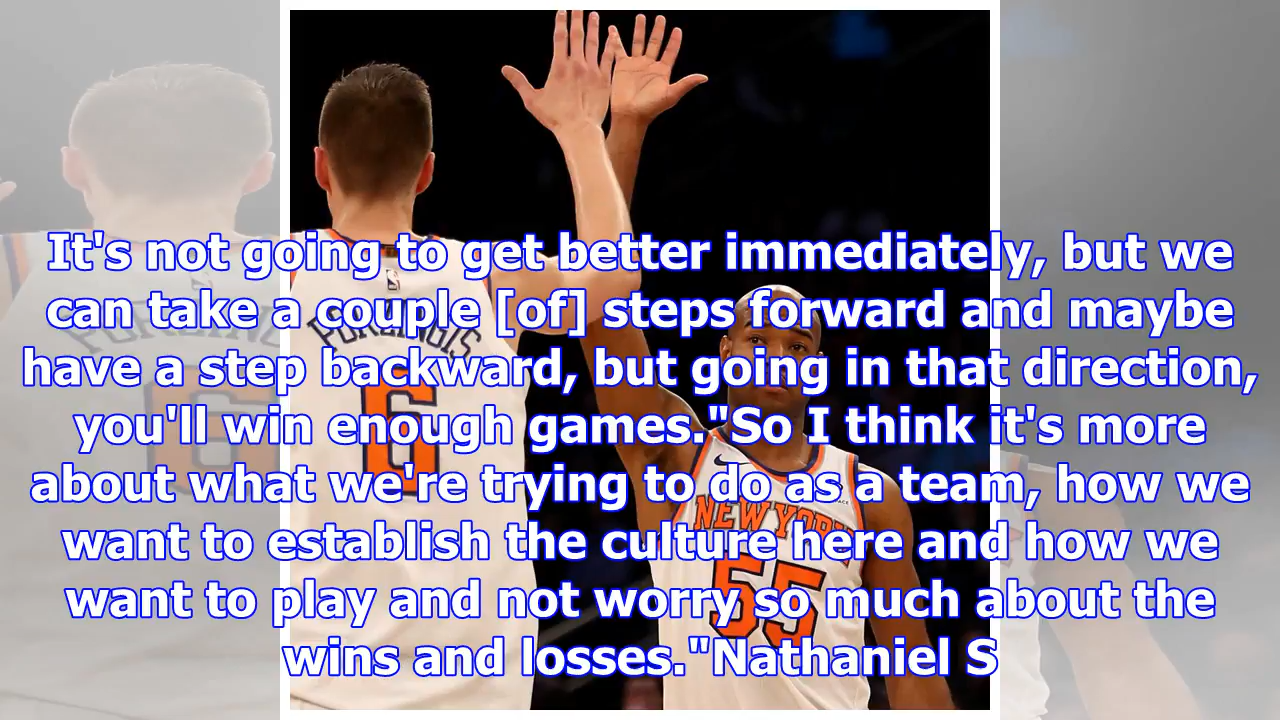 It's not going to get better immediately, but we
can take a couple [of] steps forward and maybe
have a step backward, but going in that direction,
you'll win enough games."So I think it's more
about what we're trying to do as a team, how we
want to establish the culture here and how we
want to play and not worry so much about the
wins and losses."Nathaniel S
PORZINGIS
6
NEW YORK
55